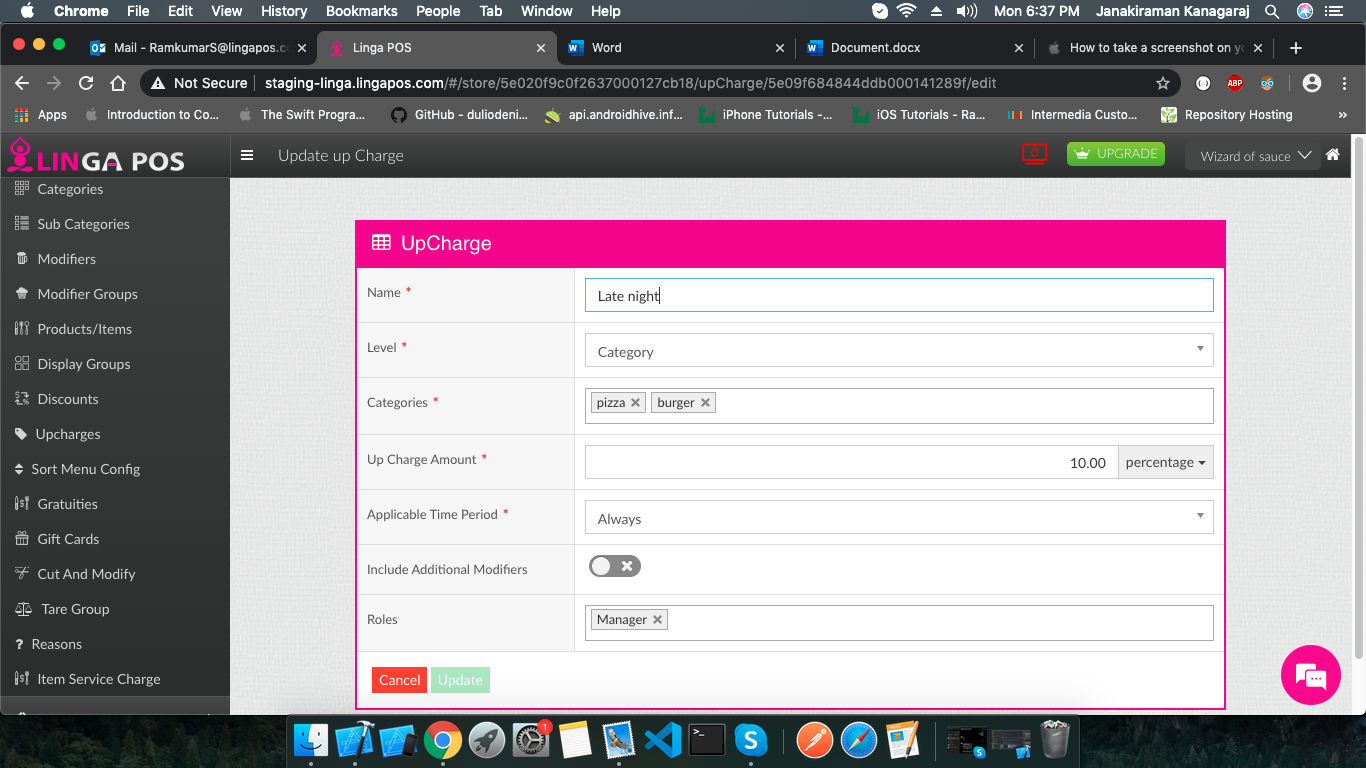 Chrome File Edit View History Bookmarks People Tab Window Help Mon 6:37 PM Janakiraman Kanagaraj
Mail - RamkumarS@lingapos.co Linga POS Word Document.docx How to take a screenshot on yo
Not Secure staging-linga.lingapos.com/#/store/5e020f9c0f2637000127cb18/upCharge/5e09f684844ddb000141289f/edit ABP
Apps Introduction to Co... The Swift Progra... GitHub - duliodeni... api.androidhive.inf... iPhone Tutorials -... iOS Tutorials - Ra... Intermedia Custo... Repository Hosting »
LINGA POS Update up Charge UPGRADE Wizard of sauce
Categories
Sub Categories
Modifiers
Modifier Groups
Products/Items
Display Groups
Discounts
Upcharges
Sort Menu Config
Gratuities
Gift Cards
Cut And Modify
Tare Group
? Reasons
Item Service Charge
UpCharge
Name * Late night
Level * Category
Categories * pizza burger
Up Charge Amount * 10.00 percentage
Applicable Time Period * Always
Include Additional Modifiers
Roles Manager
Cancel Update
1